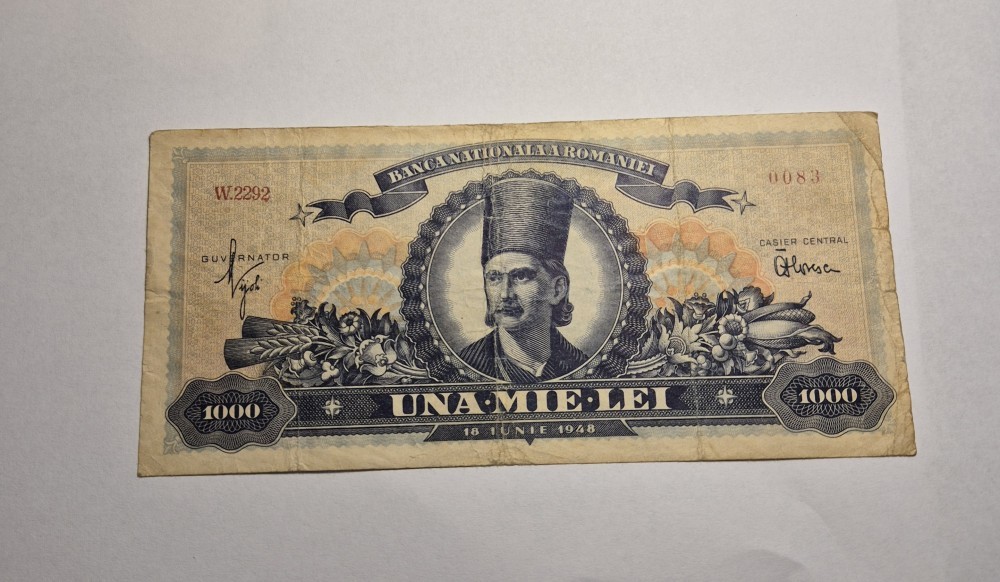 BANCA NATIONALA A ROMANIEI
W.2292
0083
GUVERNATOR
CASIER CENTRAL
1000
UNA·MIE·LEI
1000
18 IUNIE 1948